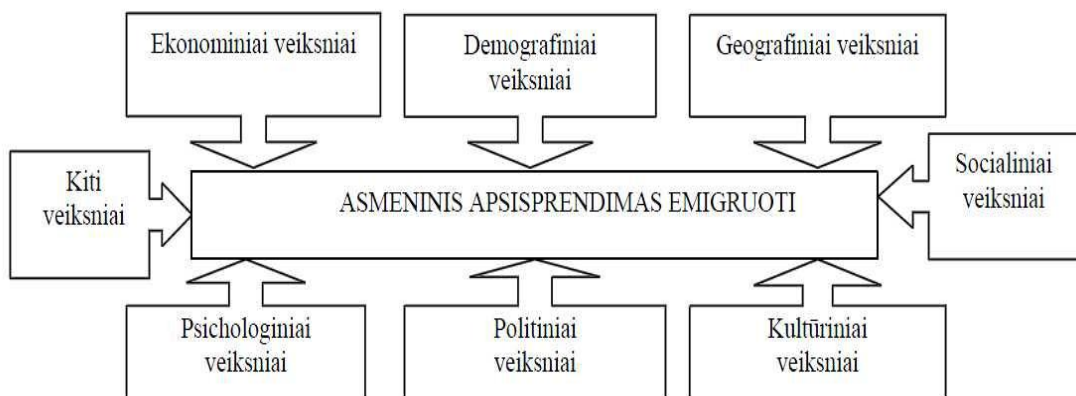 Ekonominiai veiksniai
Demografiniai
veiksniai
Geografiniai veiksniai
Kiti
veiksniai
ASMENINIS APSISPRENDIMAS EMIGRUOTI
Socialiniai
veiksniai
Psichologiniai
veiksniai
Politiniai
veiksniai
Kultūriniai
veiksniai